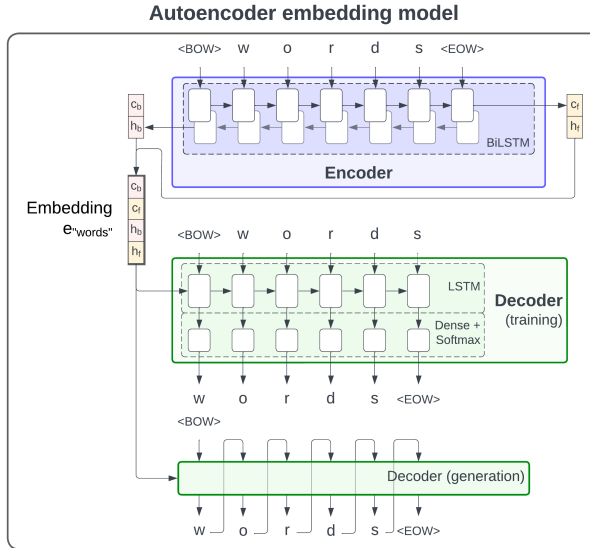 Autoencoder embedding model
<BOW> w o r d s <EOW>
c_b
h_b
c_f
h_f
BiLSTM
Encoder
c_b
c_f
h_b
h_f
Embedding
e"words"
<BOW> w o r d s
LSTM
Decoder
(training)
Dense +
Softmax
w o r d s <EOW>
<BOW>
Decoder (generation)
w o r d s <EOW>